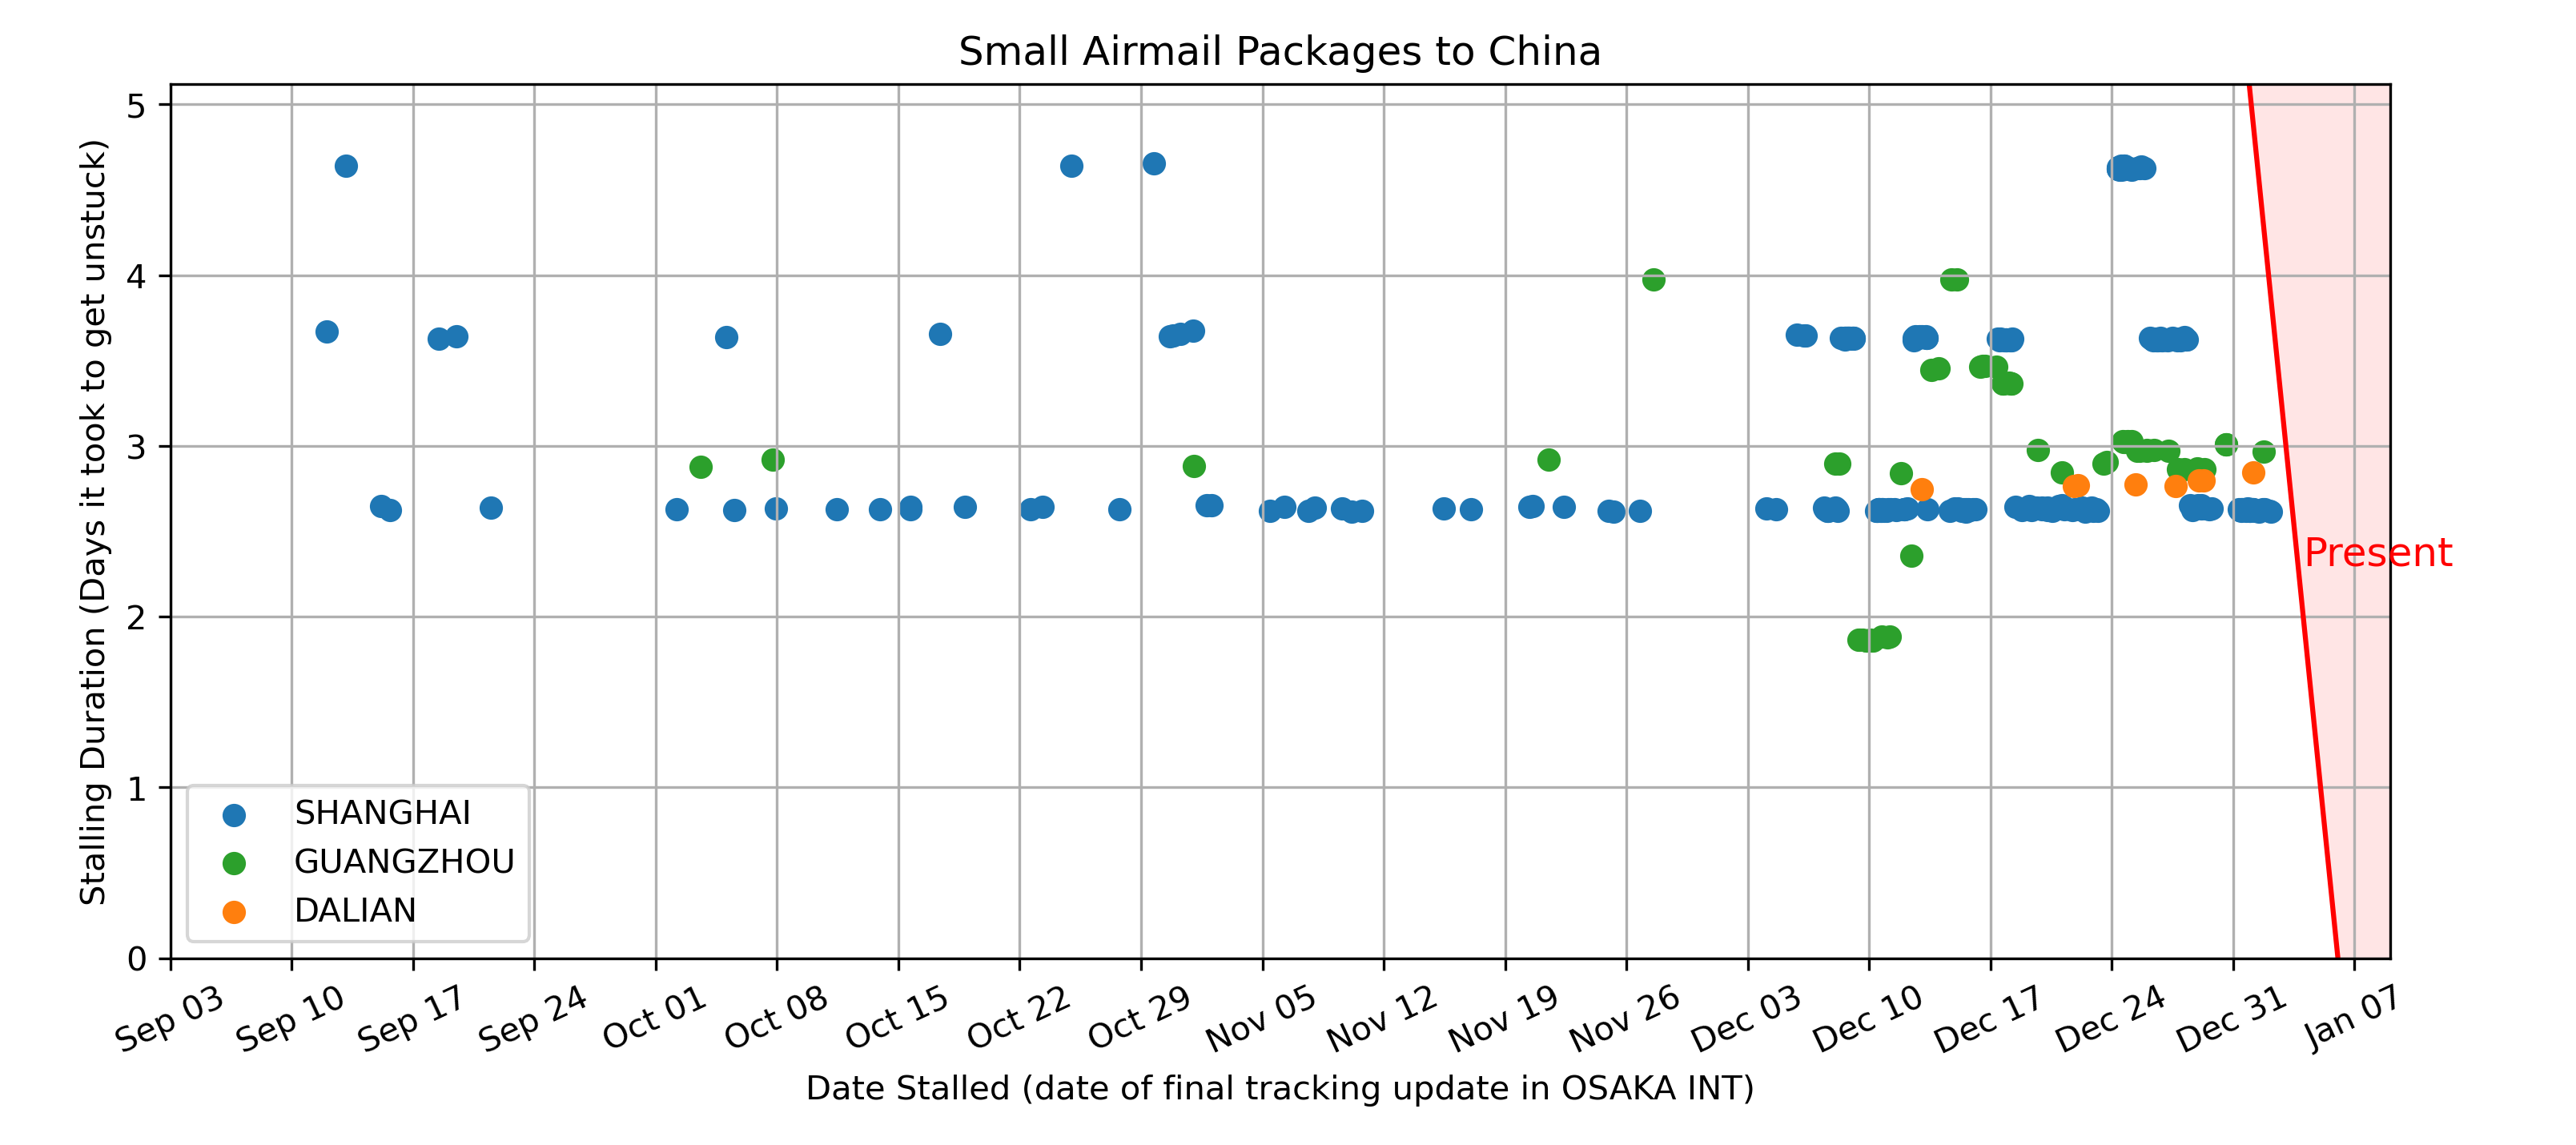 Small Airmail Packages to China
Stalling Duration (Days it took to get unstuck)
5
4
3
2
1
0
Present
SHANGHAI
GUANGZHOU
DALIAN
Sep 03
Sep 10
Sep 17
Sep 24
Oct 01
Oct 08
Oct 15
Oct 22
Oct 29
Nov 05
Nov 12
Nov 19
Nov 26
Dec 03
Dec 10
Dec 17
Dec 24
Dec 31
Jan 07
Date Stalled (date of final tracking update in OSAKA INT)